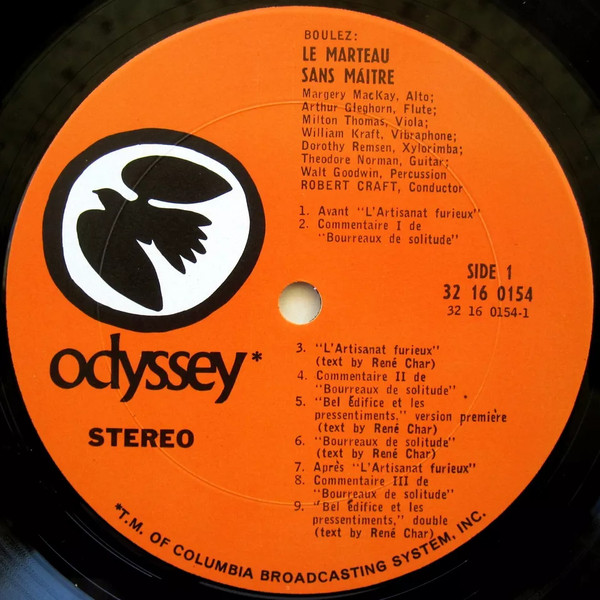 BOULEZ:
LE MARTEAU
SANS MÁITRE
Margery MacKay, Alto;
Arthur Gleghorn, Flute;
Milton Thomas, Viola;
William Kraft, Vibraphone;
Dorothy Remsen, Xylorimba;
Theodore Norman, Guitar;
Walt Goodwin, Percussion
ROBERT CRAFT, Conductor
1. Avant "L'Artisanat furieux"
2. Commentaire I de
"Bourreaux de solitude"
SIDE 1
32 16 0154
32 16 0154-1
odyssey*
STEREO
3. "L'Artisanat furieux"
(text by René Char)
4. Commentaire II de
"Bourreaux de solitude"
5. "Bel Édifice et les
pressentiments," version première
(text by René Char)
6. "Bourreaux de solitude"
(text by René Char)
7. Après "L'Artisanat furieux"
8. Commentaire III de
"Bourreaux de solitude"
9. "Bel Édifice et les
pressentiments," double
(text by René Char)
*T.M. OF COLUMBIA BROADCASTING SYSTEM, INC.